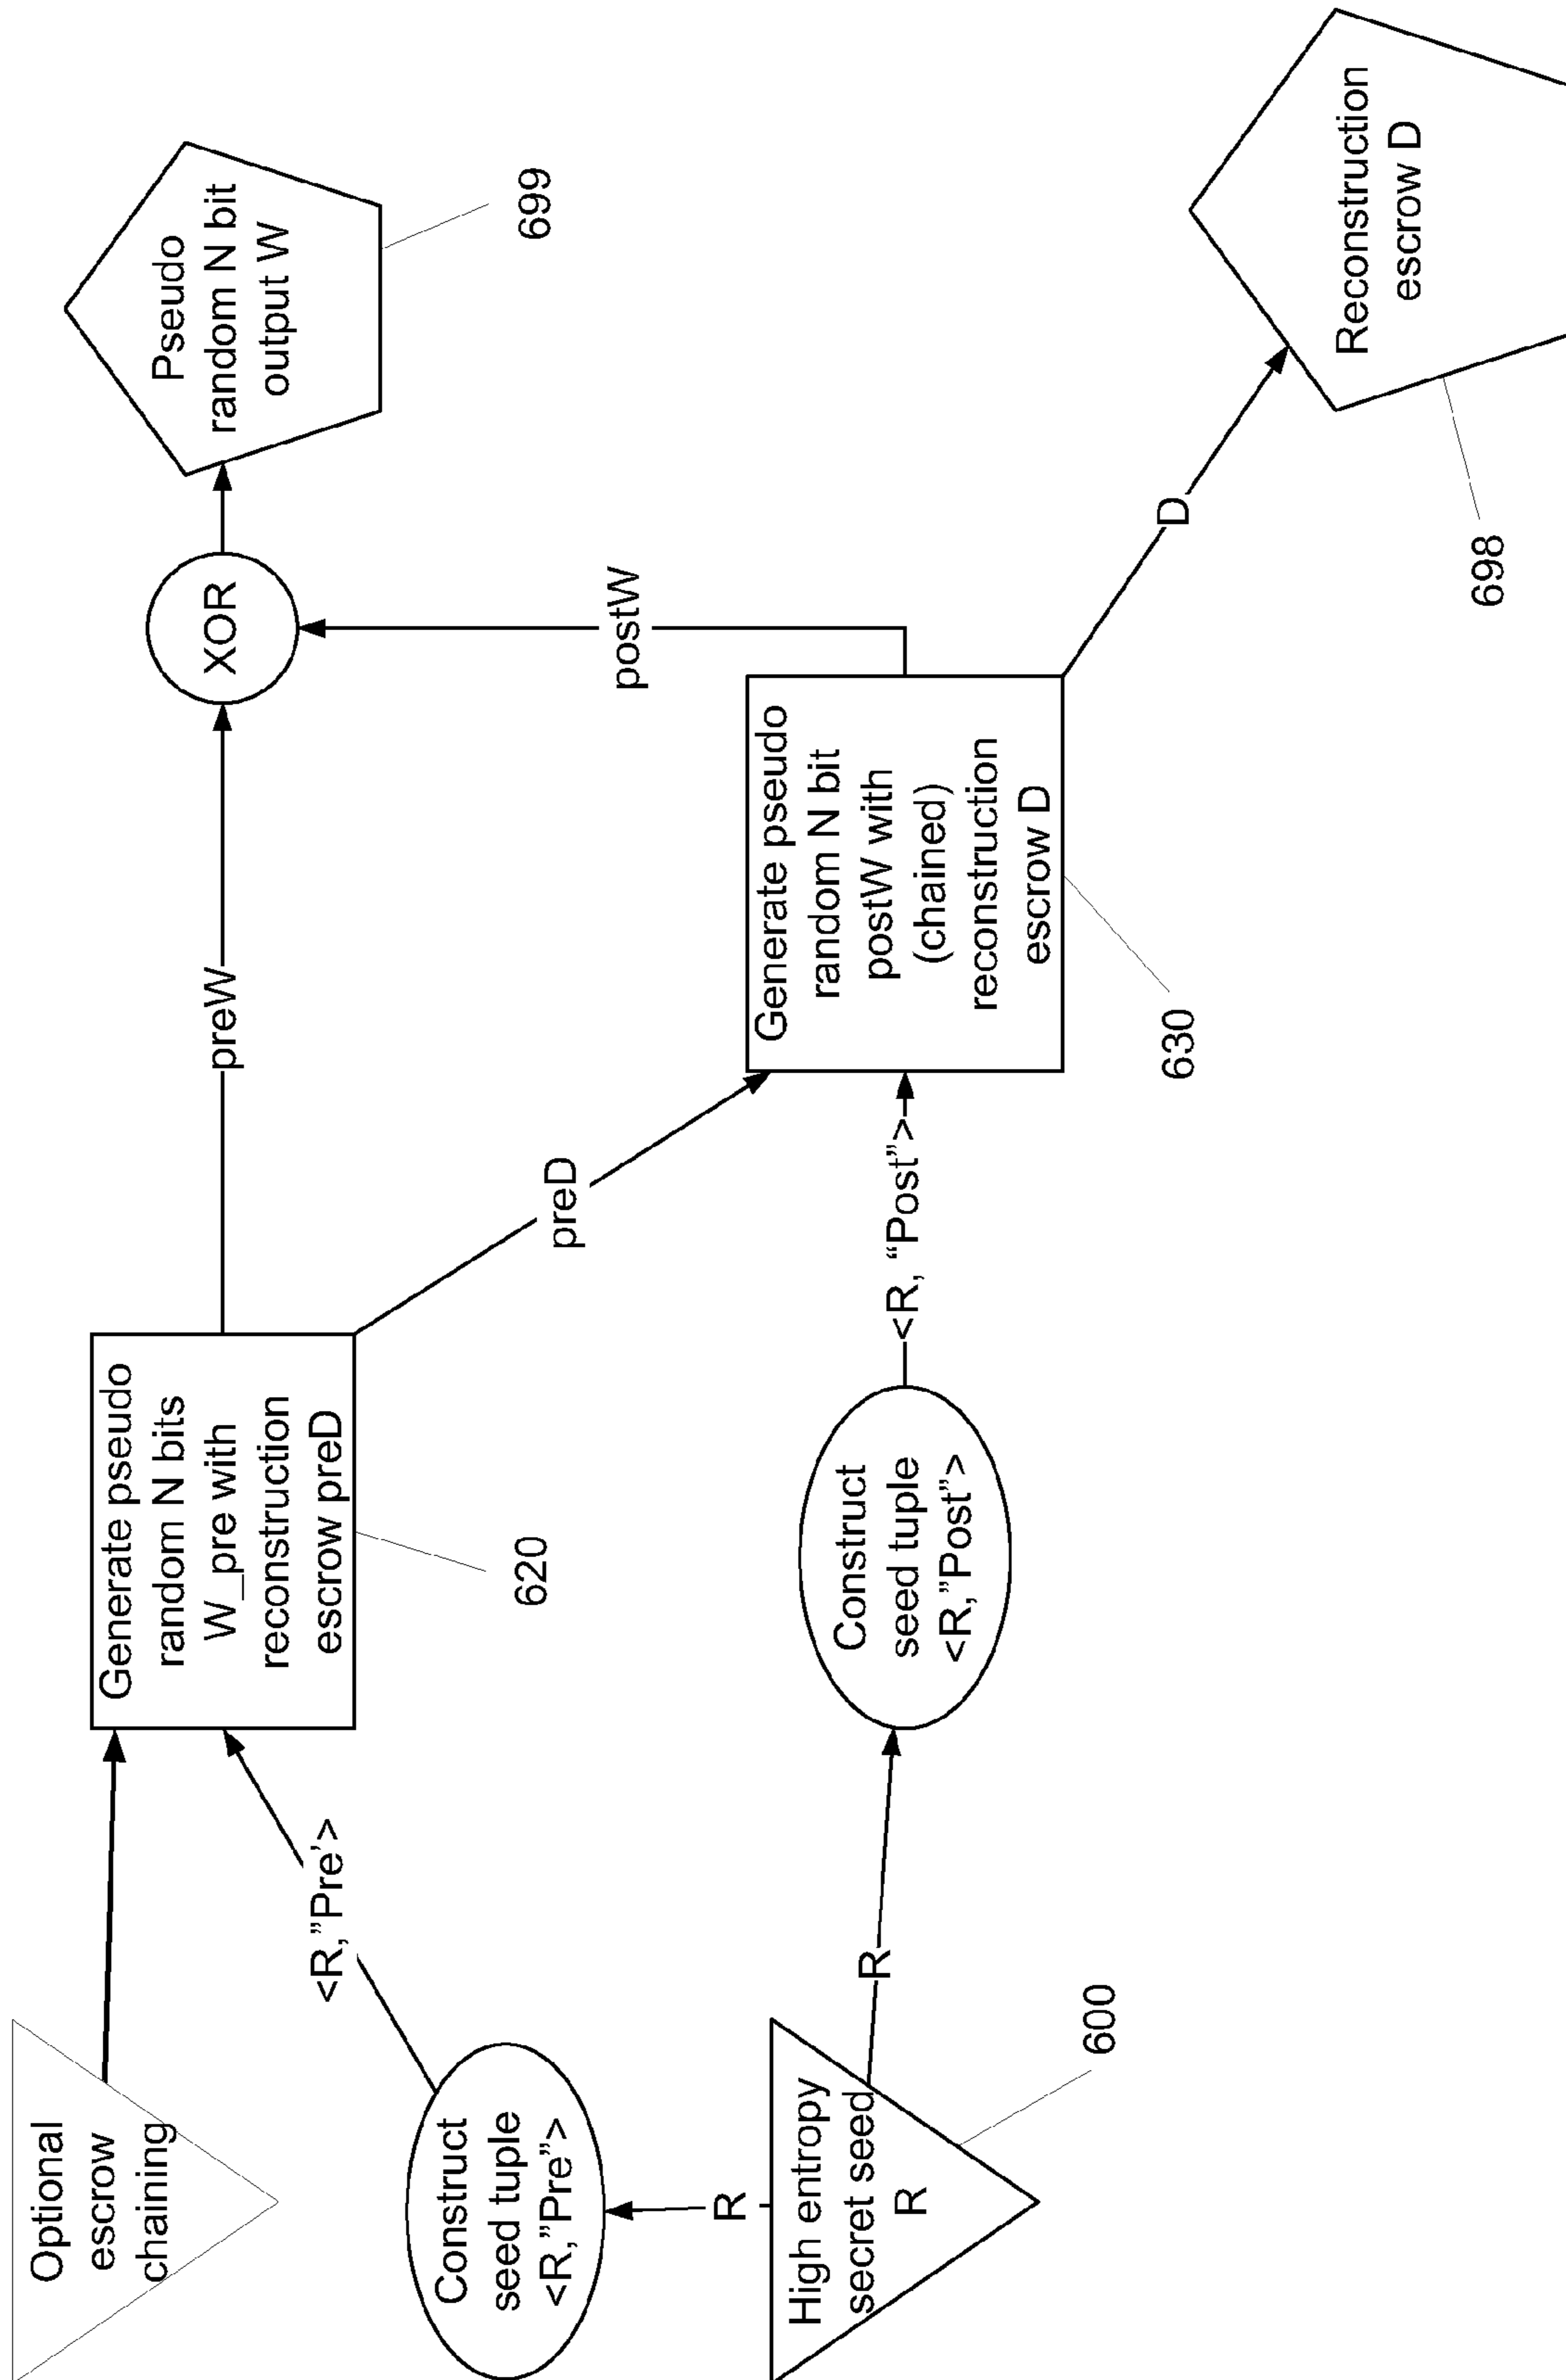 Optional
escrow
chaining
Construct
seed tuple
<R,”Pre”>
R
High entropy
secret seed
R
600
<R,”Pre’>
R
Generate pseudo
random N bits
W_pre with
reconstruction
escrow preD
620
Construct
seed tuple
<R,”Post”>
<R, “Post”>
preW
preD
Generate pseudo
random N bit
postW with
(chained)
reconstruction
escrow D
630
XOR
postW
D
Pseudo
random N bit
output W
699
Reconstruction
escrow D
698